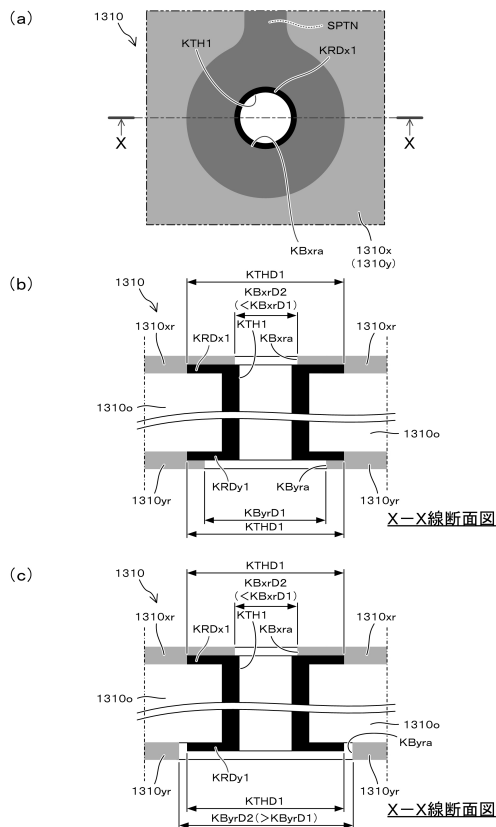 (a)
1310
SPTN
KTH1
KRDx1
X
X
KBxra
1310x
(1310y)
(b)
KTHD1
1310
KBxrD2
(<KBxrD1)
KTH1
1310xr
KBxra
1310xr
KRDx1
1310o
1310o
KRDy1
KByra
1310yr
1310yr
KByrD1
KTHD1
X-X線断面図
(c)
KTHD1
1310
KBxrD2
(<KBxrD1)
1310xr
KTH1
KBxra
1310xr
KRDx1
1310o
1310o
KByra
KRDy1
1310yr
1310yr
KTHD1
KByrD2(>KByrD1)
X-X線断面図